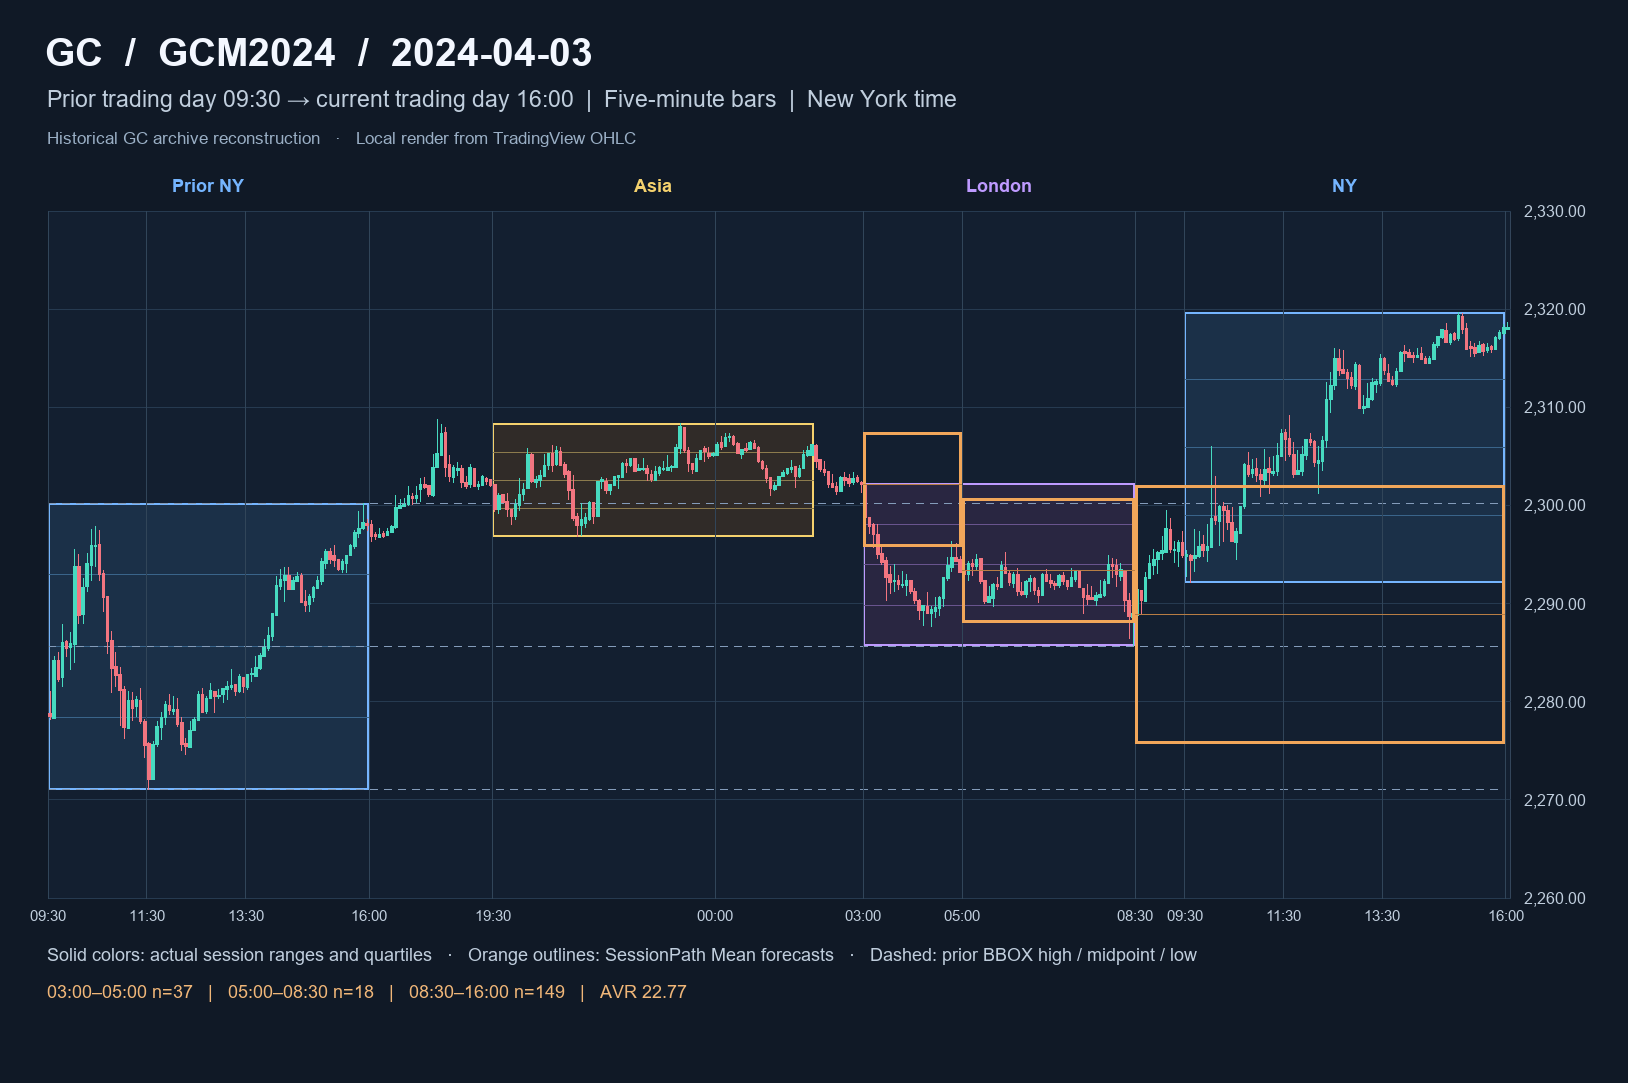 GC / GCM2024 / 2024-04-03
Prior trading day 09:30 → current trading day 16:00 | Five-minute bars | New York time
Historical GC archive reconstruction · Local render from TradingView OHLC
Prior NY Asia London NY
2,330.00
2,320.00
2,310.00
2,300.00
2,290.00
2,280.00
2,270.00
2,260.00
09:30 11:30 13:30 16:00 19:30 00:00 03:00 05:00 08:30 09:30 11:30 13:30 16:00
Solid colors: actual session ranges and quartiles · Orange outlines: SessionPath Mean forecasts · Dashed: prior BBOX high / midpoint / low
03:00–05:00 n=37 | 05:00–08:30 n=18 | 08:30–16:00 n=149 | AVR 22.77